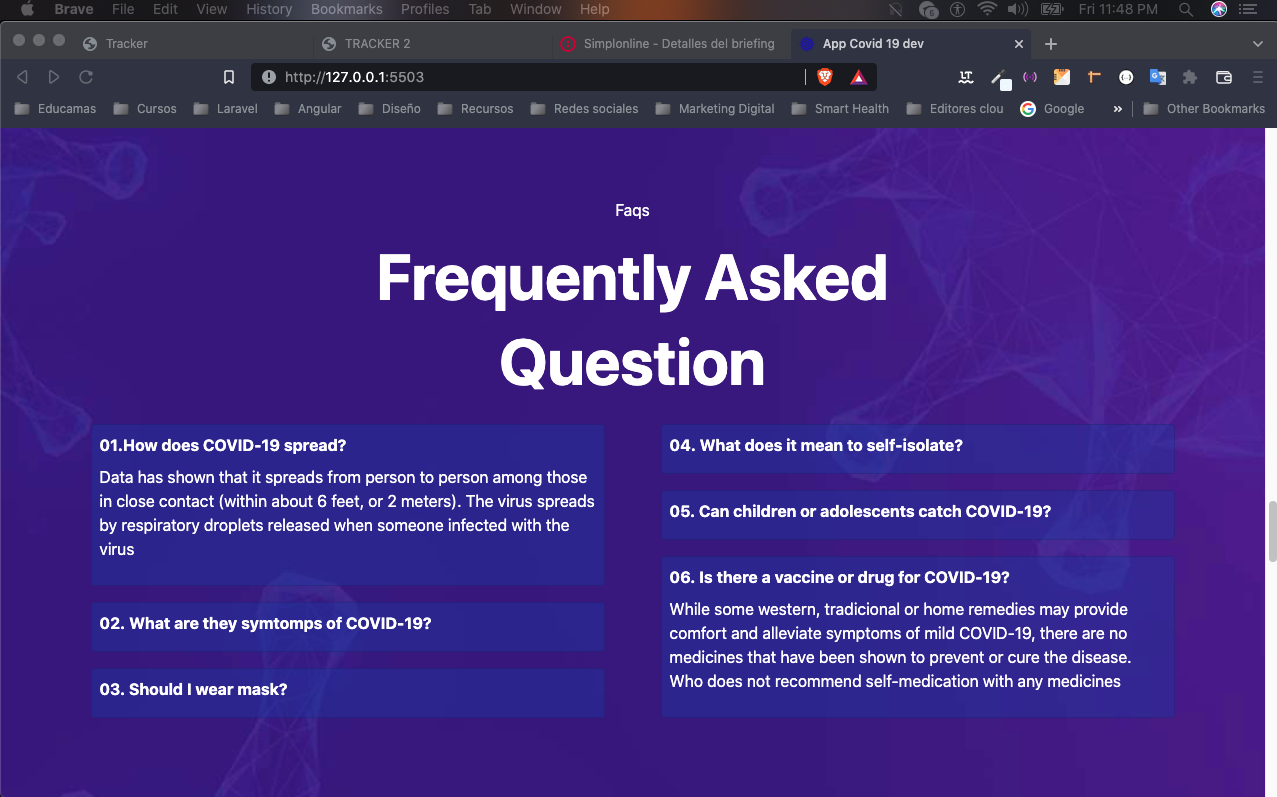 Brave File Edit View History Bookmarks Profiles Tab Window Help Fri 11:48 PM
Tracker TRACKER 2 Simplonline - Detalles del briefing App Covid 19 dev
http://127.0.0.1:5503
Educamas Cursos Laravel Angular Diseño Recursos Redes sociales Marketing Digital Smart Health Editores clou Google » Other Bookmarks
Faqs
Frequently Asked
Question
01.How does COVID-19 spread?
Data has shown that it spreads from person to person among those
in close contact (within about 6 feet, or 2 meters). The virus spreads
by respiratory droplets released when someone infected with the
virus
02. What are they symtomps of COVID-19?
03. Should I wear mask?
04. What does it mean to self-isolate?
05. Can children or adolescents catch COVID-19?
06. Is there a vaccine or drug for COVID-19?
While some western, tradicional or home remedies may provide
comfort and alleviate symptoms of mild COVID-19, there are no
medicines that have been shown to prevent or cure the disease.
Who does not recommend self-medication with any medicines